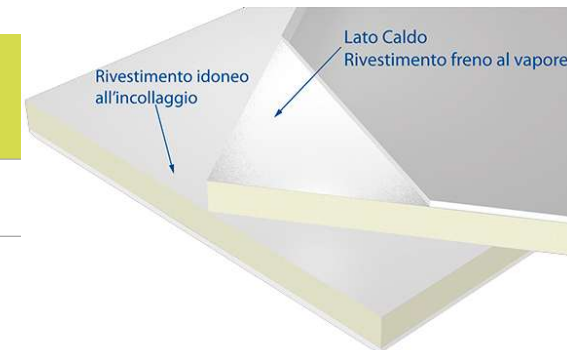 Lato Caldo
Rivestimento freno al vapore
Rivestimento idoneo
all'incollaggio